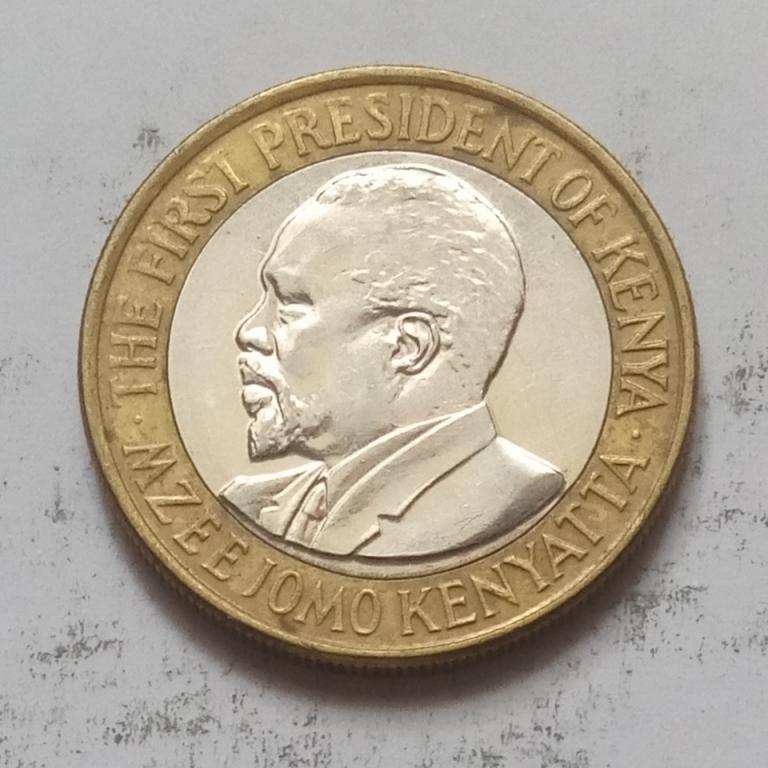 · THE FIRST PRESIDENT OF KENYA ·
MZEE JOMO KENYATTA